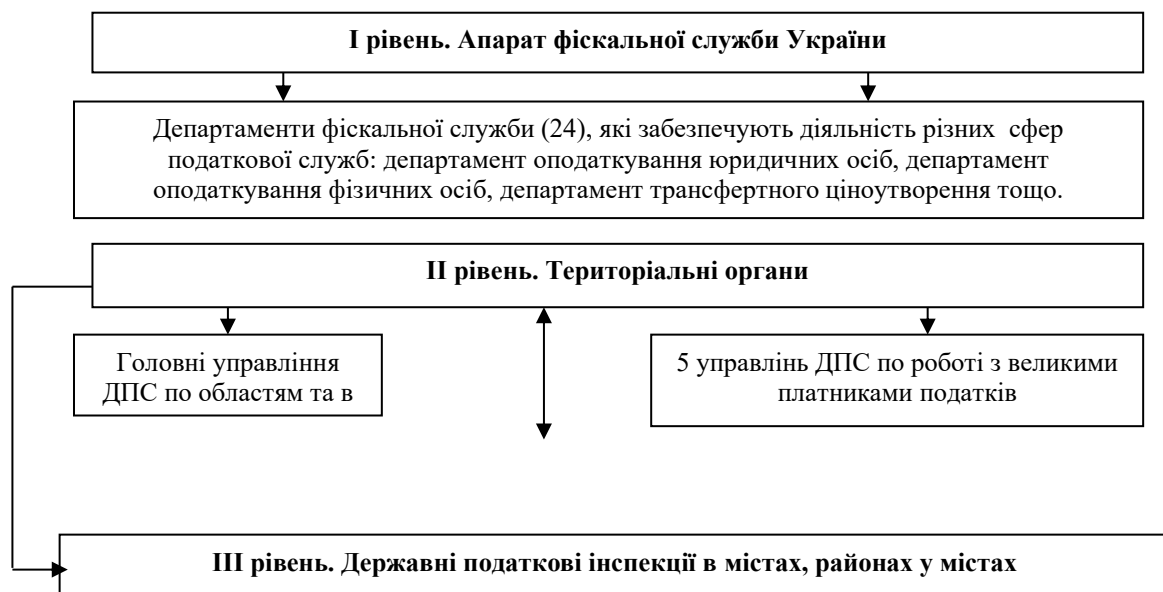 І рівень. Апарат фіскальної служби України
Департаменти фіскальної служби (24), які забезпечують діяльність різних сфер
податкової служб: департамент оподаткування юридичних осіб, департамент
оподаткування фізичних осіб, департамент трансфертного ціноутворення тощо.
ІІ рівень. Територіальні органи
Головні управління
ДПС по областям та в
5 управлінь ДПС по роботі з великими
платниками податків
ІІІ рівень. Державні податкові інспекції в містах, районах у містах